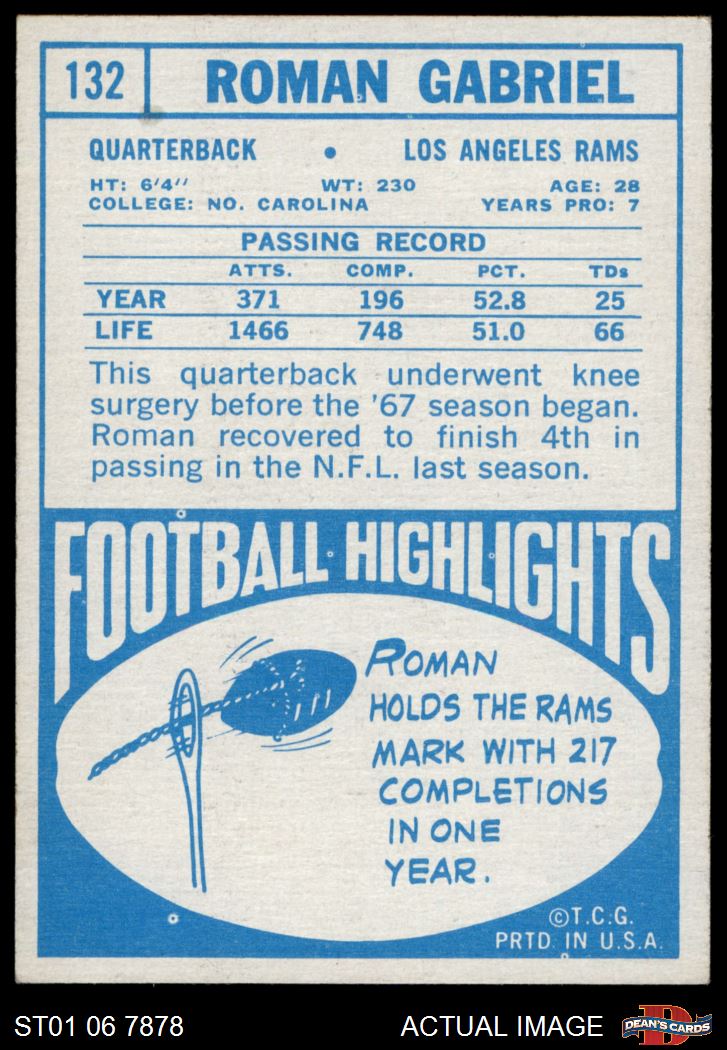 132 ROMAN GABRIEL
QUARTERBACK • LOS ANGELES RAMS
HT: 6'4'' WT: 230 AGE: 28
COLLEGE: NO. CAROLINA YEARS PRO: 7
PASSING RECORD
ATTS. COMP. PCT. TDs
YEAR 371 196 52.8 25
LIFE 1466 748 51.0 66
This quarterback underwent knee
surgery before the '67 season began.
Roman recovered to finish 4th in
passing in the N.F.L. last season.
FOOTBALL HIGHLIGHTS
ROMAN
HOLDS THE RAMS
MARK WITH 217
COMPLETIONS
IN ONE
YEAR.
©T.C.G.
PRTD. IN U.S.A.
ST01 06 7878 ACTUAL IMAGE D DEAN'S CARDS